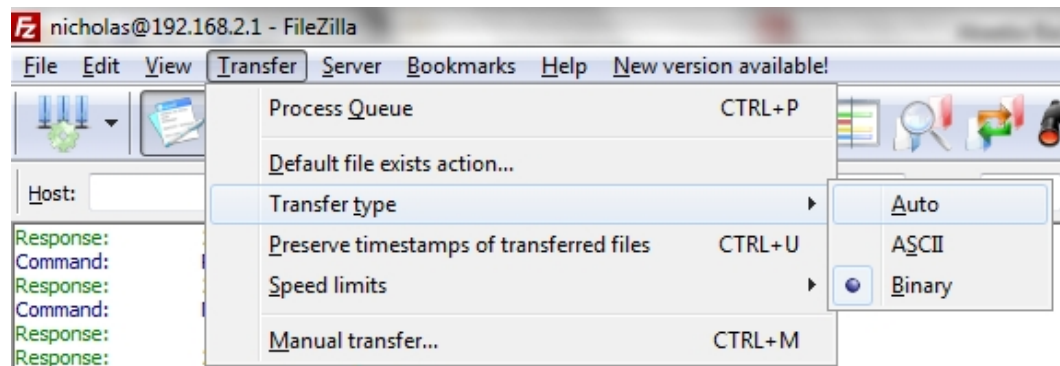 nicholas@192.168.2.1 - FileZilla
File Edit View Transfer Server Bookmarks Help New version available!
Process Queue CTRL+P
Default file exists action...
Host:
Transfer type
Auto
Response:
Preserve timestamps of transferred files CTRL+U
ASCII
Command:
Response:
Speed limits
Binary
Command:
Response:
Manual transfer... CTRL+M
Response: